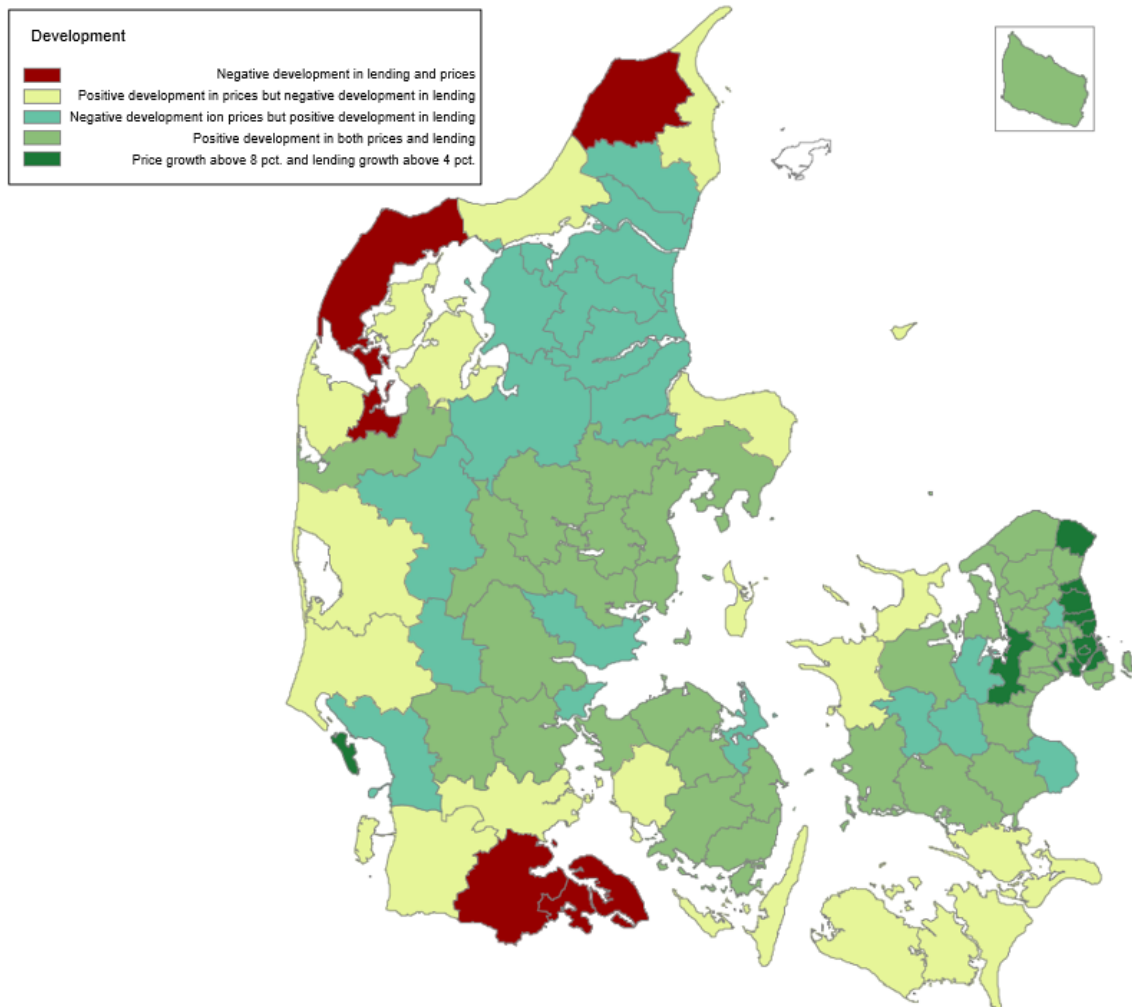 Development
Negative development in lending and prices
Positive development in prices but negative development in lending
Negative development ion prices but positive development in lending
Positive development in both prices and lending
Price growth above 8 pct. and lending growth above 4 pct.